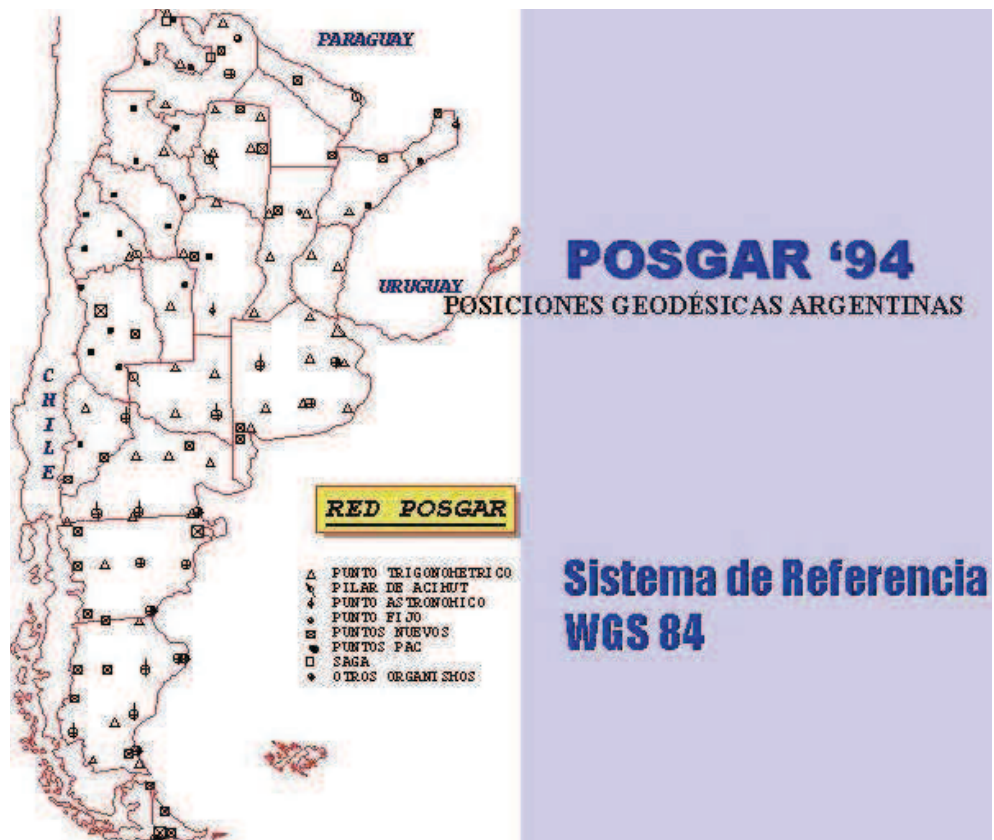 PARAGUAY
POSGAR ‘94
URUGUAY
POSICIONES GEODÉSICAS ARGENTINAS
CHILE
RED POSGAR
PUNTO TRIGONOMETRICO
PILAR DE ACIMUT
PUNTO ASTRONOMICO
PUNTO FIJO
PUNTOS NUEVOS
PUNTOS PAC
SAGA
OTROS ORGANISMOS
Sistema de Referencia
WGS 84